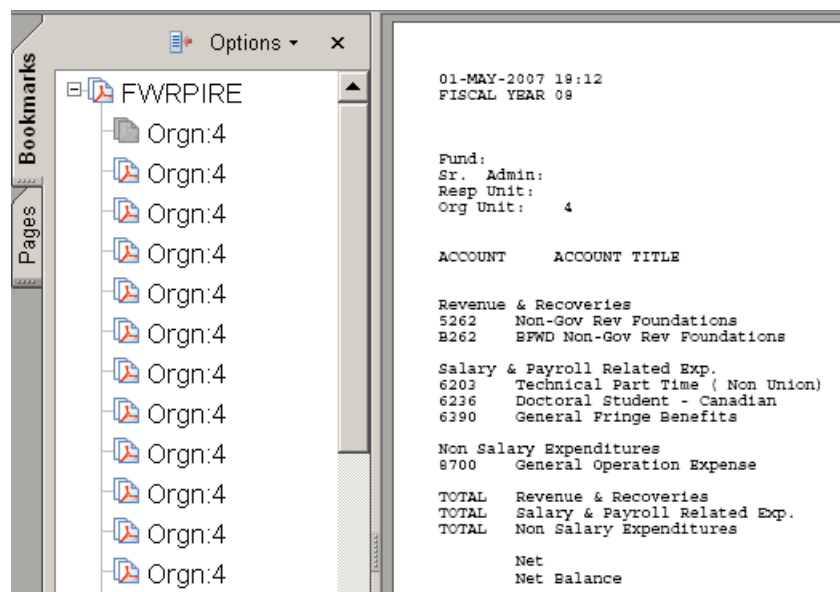 Options
Bookmarks
Pages
FWRPIRE
Orgn:4
Orgn:4
Orgn:4
Orgn:4
Orgn:4
Orgn:4
Orgn:4
Orgn:4
Orgn:4
Orgn:4
Orgn:4
Orgn:4
01-MAY-2007 18:12
FISCAL YEAR 08
Fund:
Sr. Admin:
Resp Unit:
Org Unit: 4
ACCOUNT ACCOUNT TITLE
Revenue & Recoveries
5262 Non-Gov Rev Foundations
B262 BFWD Non-Gov Rev Foundations
Salary & Payroll Related Exp.
6203 Technical Part Time ( Non Union)
6236 Doctoral Student - Canadian
6390 General Fringe Benefits
Non Salary Expenditures
8700 General Operation Expense
TOTAL Revenue & Recoveries
TOTAL Salary & Payroll Related Exp.
TOTAL Non Salary Expenditures
Net
Net Balance